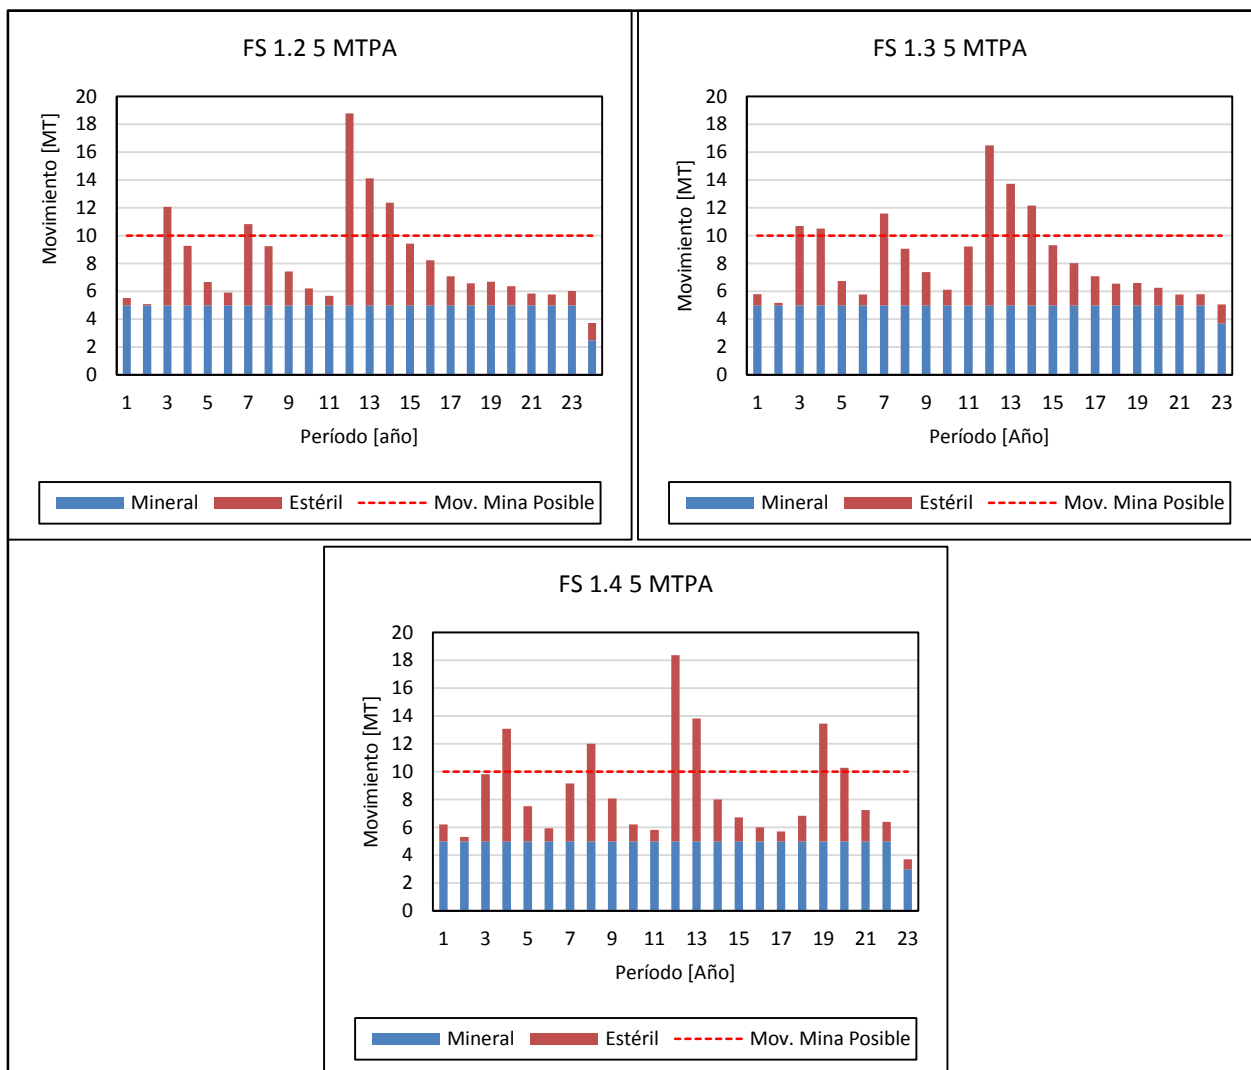 FS 1.2 5 MTPA
Movimiento [MT]
20
18
16
14
12
10
8
6
4
2
0
1 3 5 7 9 11 13 15 17 19 21 23
Período [año]
Mineral Estéril Mov. Mina Posible
FS 1.3 5 MTPA
Movimiento [MT]
20
18
16
14
12
10
8
6
4
2
0
1 3 5 7 9 11 13 15 17 19 21 23
Período [Año]
Mineral Estéril Mov. Mina Posible
FS 1.4 5 MTPA
Movimiento [MT]
20
18
16
14
12
10
8
6
4
2
0
1 3 5 7 9 11 13 15 17 19 21 23
Período [Año]
Mineral Estéril Mov. Mina Posible